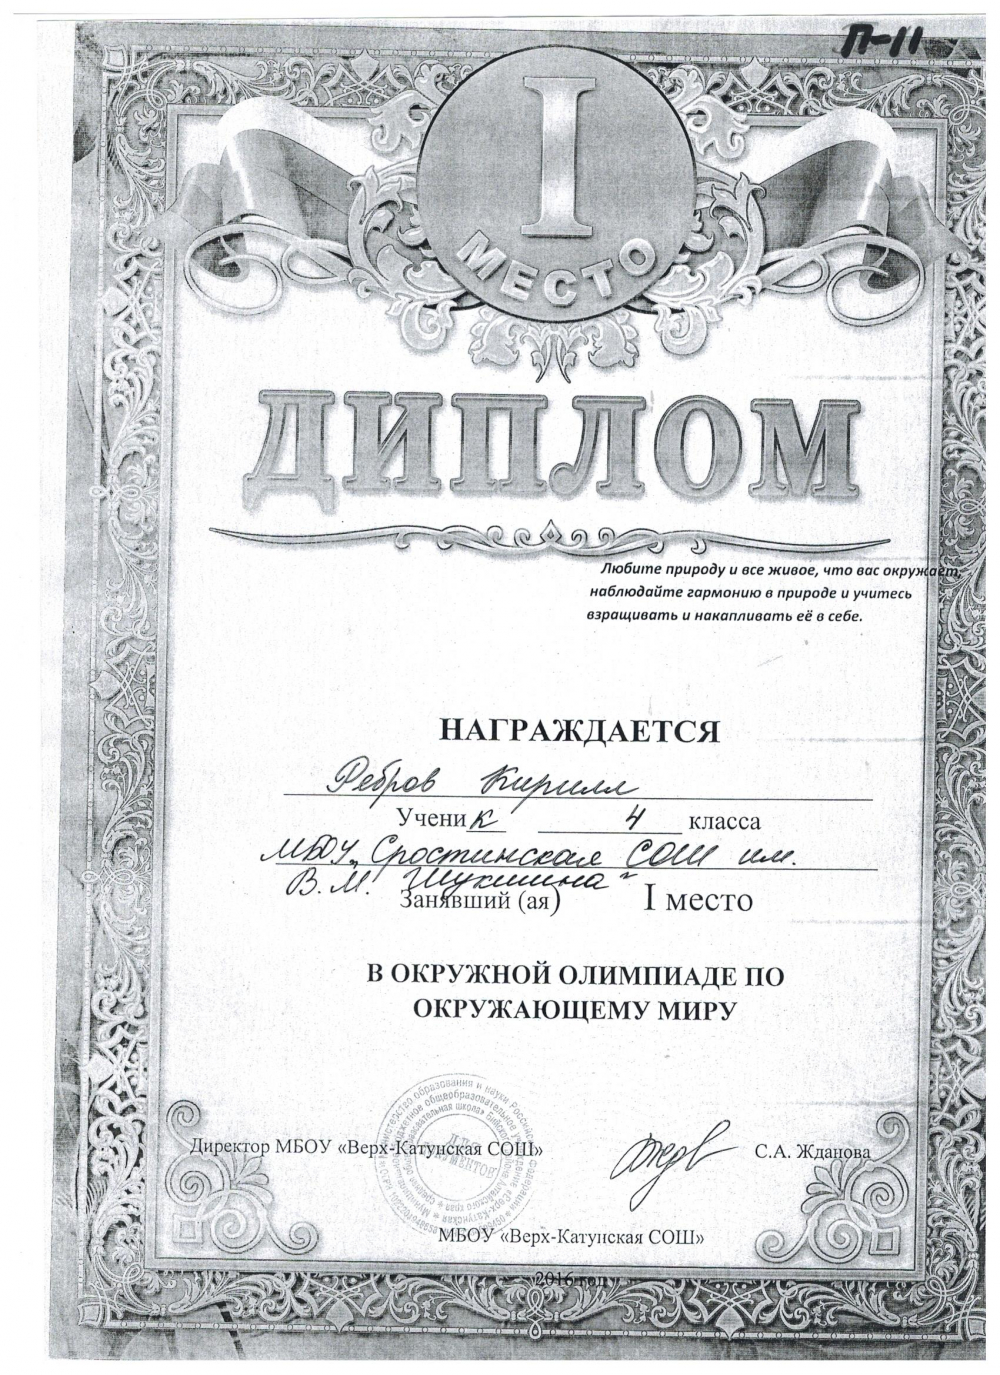 П-11
I
МЕСТО
ДИПЛОМ
Любите природу и все живое, что вас окружает,
наблюдайте гармонию в природе и учитесь
взращивать и накапливать её в себе.
НАГРАЖДАЕТСЯ
Ребров Кирилл
Ученик 4 класса
МБОУ „Сростинская СОШ им.
В.М. Шукшина"
Занявший (ая) I место
В ОКРУЖНОЙ ОЛИМПИАДЕ ПО
ОКРУЖАЮЩЕМУ МИРУ
Директор МБОУ «Верх-Катунская СОШ» С.А. Жданова
ДЛЯ
ДОКУМЕНТОВ
МБОУ «Верх-Катунская СОШ»
2016 год